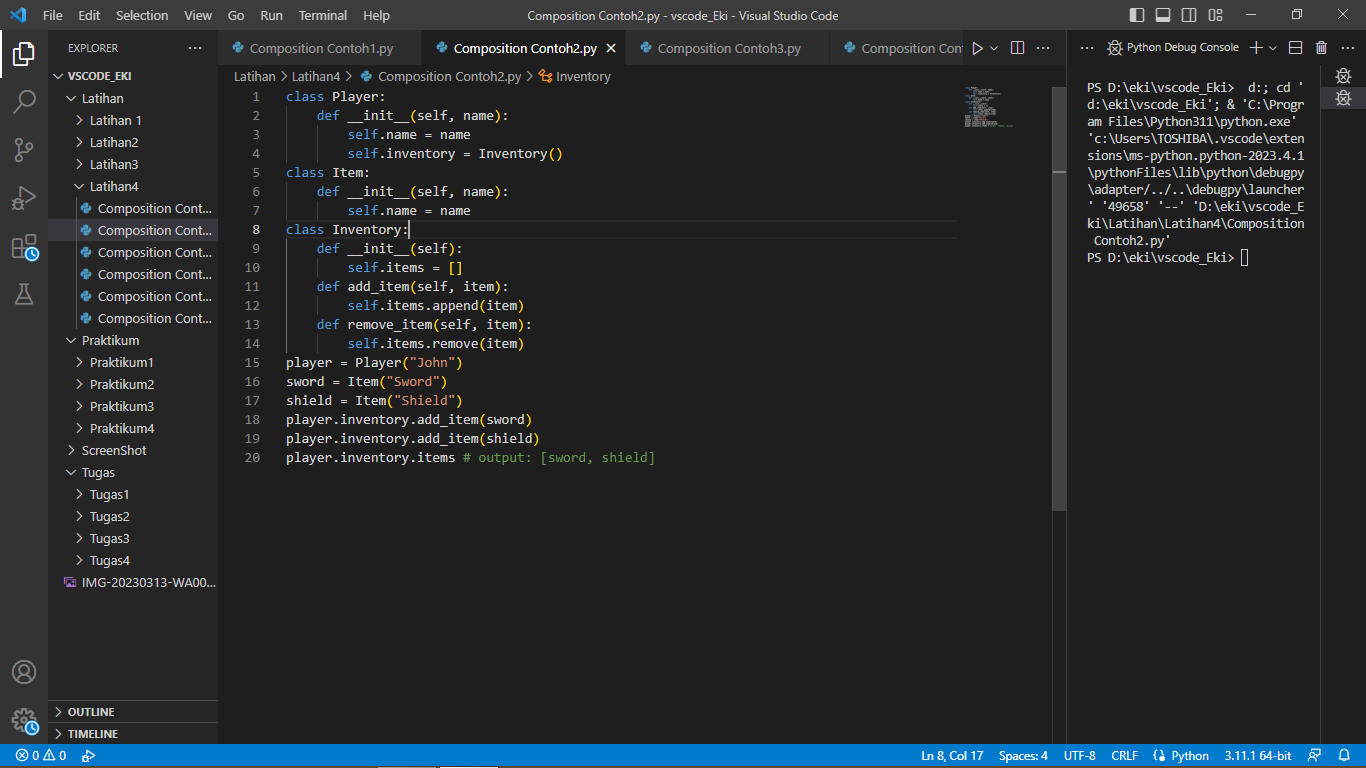 File Edit Selection View Go Run Terminal Help
Composition Contoh2.py - vscode_Eki - Visual Studio Code
EXPLORER
VSCODE_EKI
Latihan
Latihan 1
Latihan2
Latihan3
Latihan4
Composition Cont...
Composition Cont...
Composition Cont...
Composition Cont...
Composition Cont...
Composition Cont...
Praktikum
Praktikum1
Praktikum2
Praktikum3
Praktikum4
ScreenShot
Tugas
Tugas1
Tugas2
Tugas3
Tugas4
IMG-20230313-WA00...
OUTLINE
TIMELINE
Composition Contoh1.py Composition Contoh2.py Composition Contoh3.py Composition Con
Latihan > Latihan4 > Composition Contoh2.py > Inventory
1 class Player:
2     def __init__(self, name):
3         self.name = name
4         self.inventory = Inventory()
5 class Item:
6     def __init__(self, name):
7         self.name = name
8 class Inventory:
9     def __init__(self):
10         self.items = []
11     def add_item(self, item):
12         self.items.append(item)
13     def remove_item(self, item):
14         self.items.remove(item)
15 player = Player("John")
16 sword = Item("Sword")
17 shield = Item("Shield")
18 player.inventory.add_item(sword)
19 player.inventory.add_item(shield)
20 player.inventory.items # output: [sword, shield]
Python Debug Console
PS D:\eki\vscode_Eki>  d:; cd '
d:\eki\vscode_Eki'; & 'C:\Progr
am Files\Python311\python.exe'
'c:\Users\TOSHIBA\.vscode\exten
sions\ms-python.python-2023.4.1
\pythonFiles\lib\python\debugpy
\adapter/../..\debugpy\launcher
' '49658' '--' 'D:\eki\vscode_E
ki\Latihan\Latihan4\Composition
 Contoh2.py'
PS D:\eki\vscode_Eki>
0 0
Ln 8, Col 17 Spaces: 4 UTF-8 CRLF Python 3.11.1 64-bit